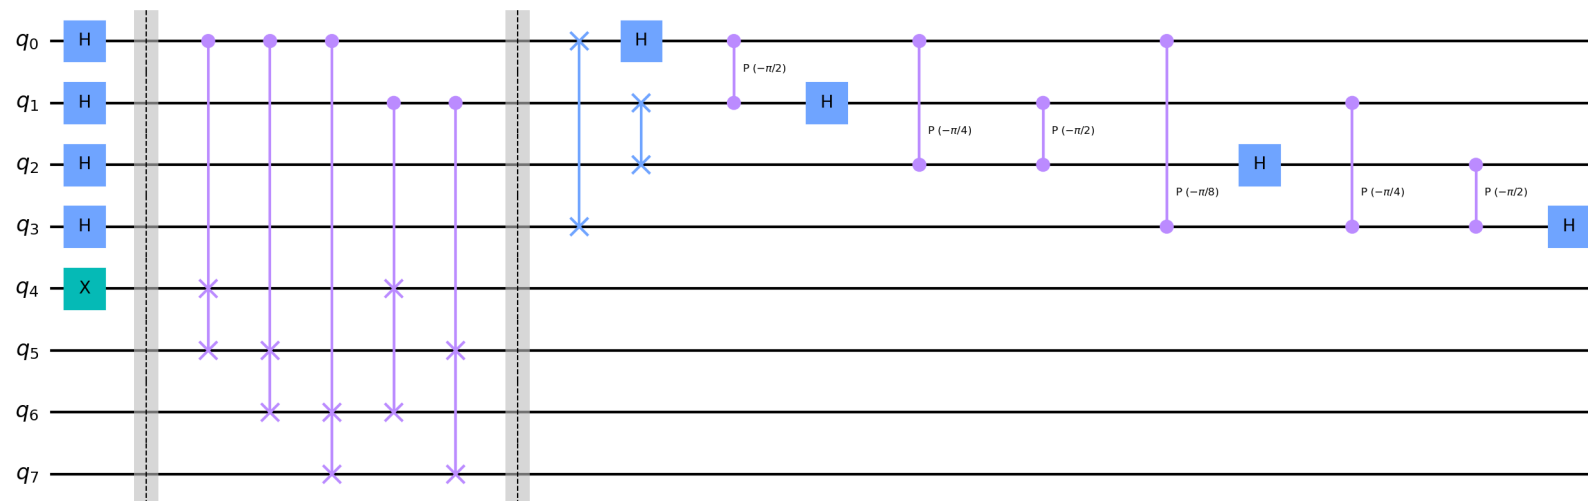 q0 H H
P (−π/2)
q1 H H
P (−π/4) P (−π/2)
q2 H H
P (−π/8) P (−π/4) P (−π/2)
q3 H H
q4 X
q5
q6
q7